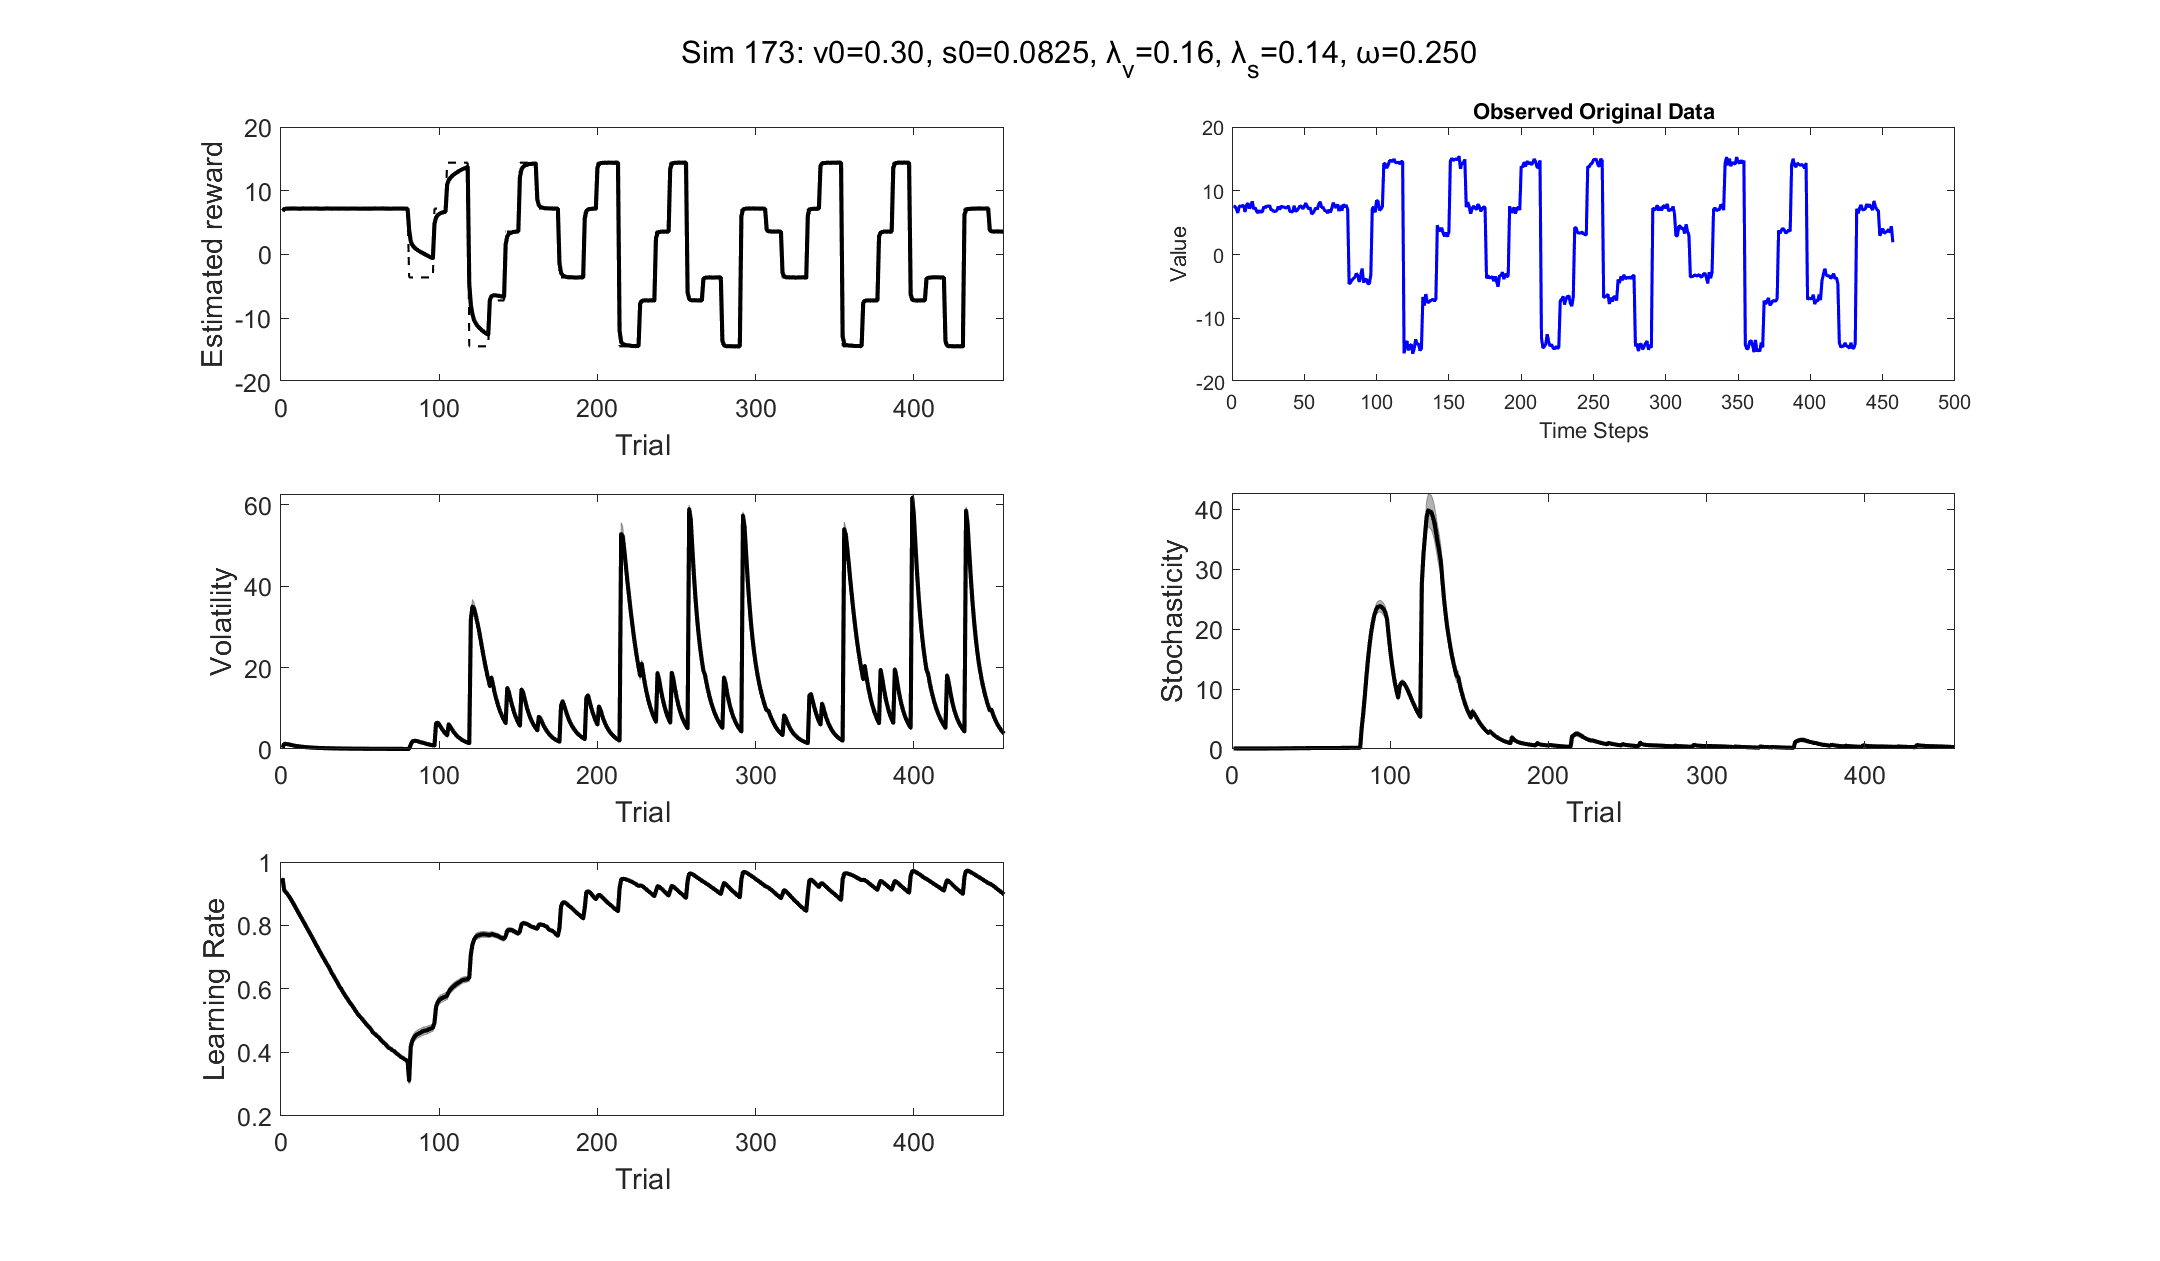 Sim 173: v0=0.30, s0=0.0825, λv=0.16, λs=0.14, ω=0.250
20
10
0
-10
-20
0 100 200 300 400
Estimated reward
Trial
Observed Original Data
20
10
0
-10
-20
0 50 100 150 200 250 300 350 400 450 500
Value
Time Steps
60
40
20
0
0 100 200 300 400
Volatility
Trial
40
30
20
10
0
0 100 200 300 400
Stochasticity
Trial
1
0.8
0.6
0.4
0.2
0 100 200 300 400
Learning Rate
Trial